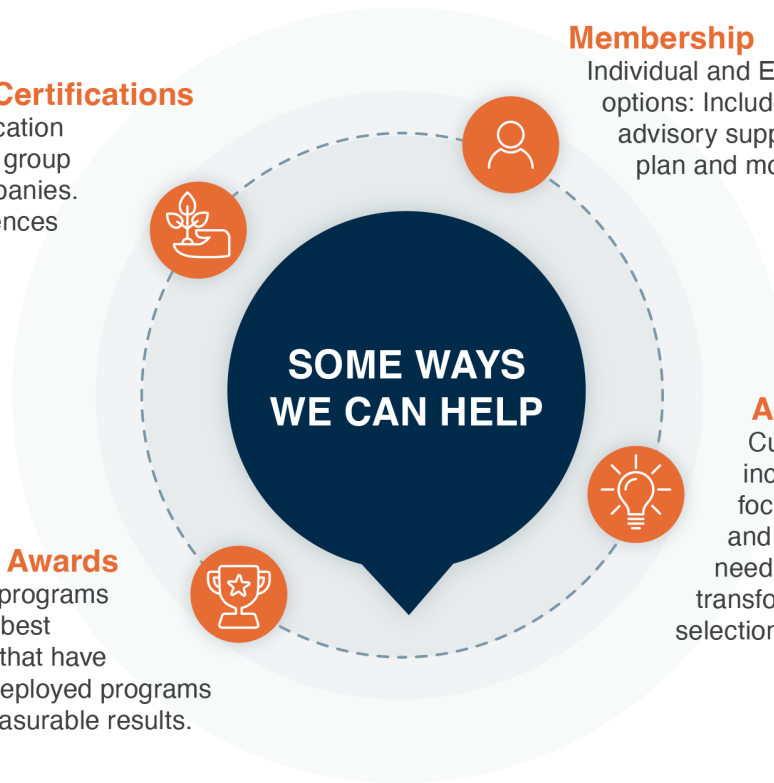 Membership
Individual and E
options: Includ
advisory supp
plan and mo
Certifications
cation
group
panies.
ences
SOME WAYS
WE CAN HELP
A
Cu
inc
foc
and
need
transfo
selection
Awards
programs
best
that have
eployed programs
asurable results.